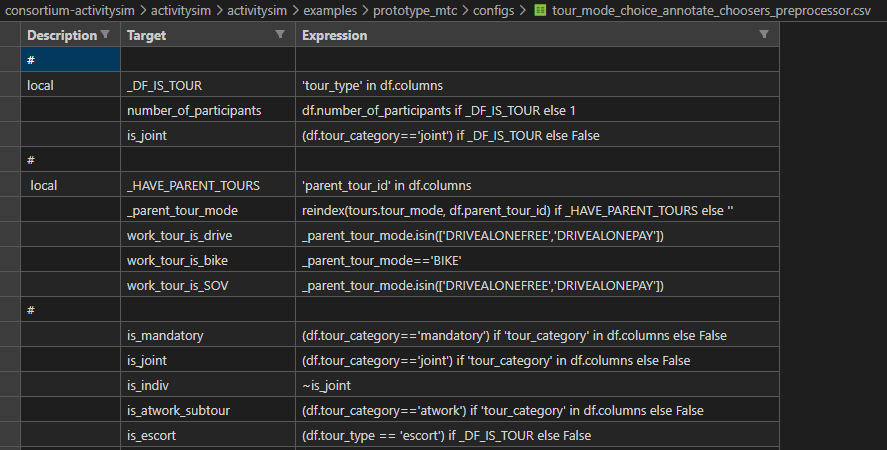 consortium-activitysim > activitysim > activitysim > examples > prototype_mtc > configs > tour_mode_choice_annotate_choosers_preprocessor.csv
Description Target Expression
#
local _DF_IS_TOUR 'tour_type' in df.columns
number_of_participants df.number_of_participants if _DF_IS_TOUR else 1
is_joint (df.tour_category=='joint') if _DF_IS_TOUR else False
#
local _HAVE_PARENT_TOURS 'parent_tour_id' in df.columns
_parent_tour_mode reindex(tours.tour_mode, df.parent_tour_id) if _HAVE_PARENT_TOURS else ''
work_tour_is_drive _parent_tour_mode.isin(['DRIVEALONEFREE','DRIVEALONEPAY'])
work_tour_is_bike _parent_tour_mode=='BIKE'
work_tour_is_SOV _parent_tour_mode.isin(['DRIVEALONEFREE','DRIVEALONEPAY'])
#
is_mandatory (df.tour_category=='mandatory') if 'tour_category' in df.columns else False
is_joint (df.tour_category=='joint') if 'tour_category' in df.columns else False
is_indiv ~is_joint
is_atwork_subtour (df.tour_category=='atwork') if 'tour_category' in df.columns else False
is_escort (df.tour_type == 'escort') if _DF_IS_TOUR else False